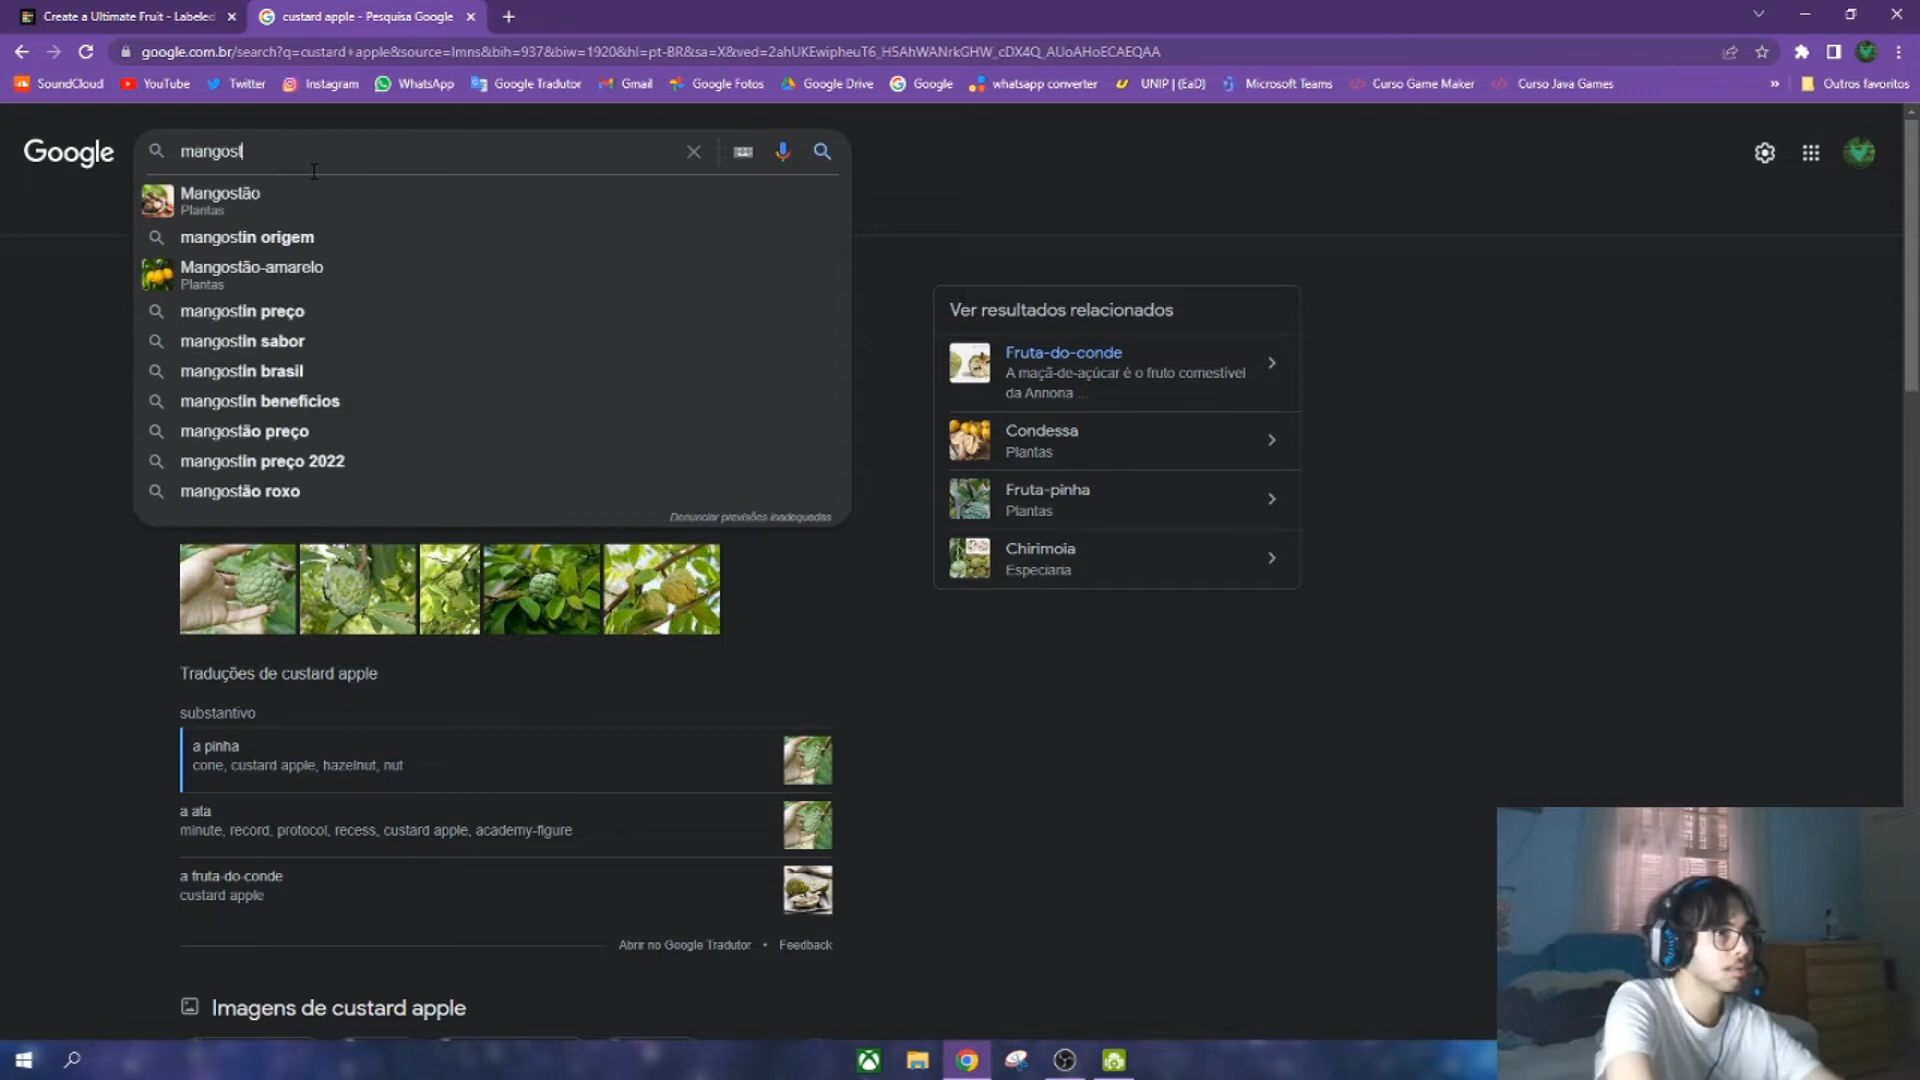 Create a Ultimate Fruit - Labeled
custard apple - Pesquisa Google
google.com.br/search?q=custard+apple&source=lmns&bih=937&biw=1920&hl=pt-BR&sa=X&ved=2ahUKEwipheuT6_H5AhWANrkGHW_cDX4Q_AUoAHoECAEQAA
SoundCloud YouTube Twitter Instagram WhatsApp Google Tradutor Gmail Google Fotos Google Drive Google whatsapp converter UNIP | (EaD) Microsoft Teams Curso Game Maker Curso Java Games » Outros favoritos
Google
mangost
Mangostão
Plantas
mangostin origem
Mangostão-amarelo
Plantas
mangostin preço
mangostin sabor
mangostin brasil
mangostin benefícios
mangostão preço
mangostin preço 2022
mangostão roxo
Denunciar previsões inadequadas
Ver resultados relacionados
Fruta-do-conde
A maçã-de-açúcar é o fruto comestível
da Annona ...
Condessa
Plantas
Fruta-pinha
Plantas
Chirimoia
Especiaria
Traduções de custard apple
substantivo
a pinha
cone, custard apple, hazelnut, nut
a ata
minute, record, protocol, recess, custard apple, academy-figure
a fruta-do-conde
custard apple
Abrir no Google Tradutor • Feedback
Imagens de custard apple